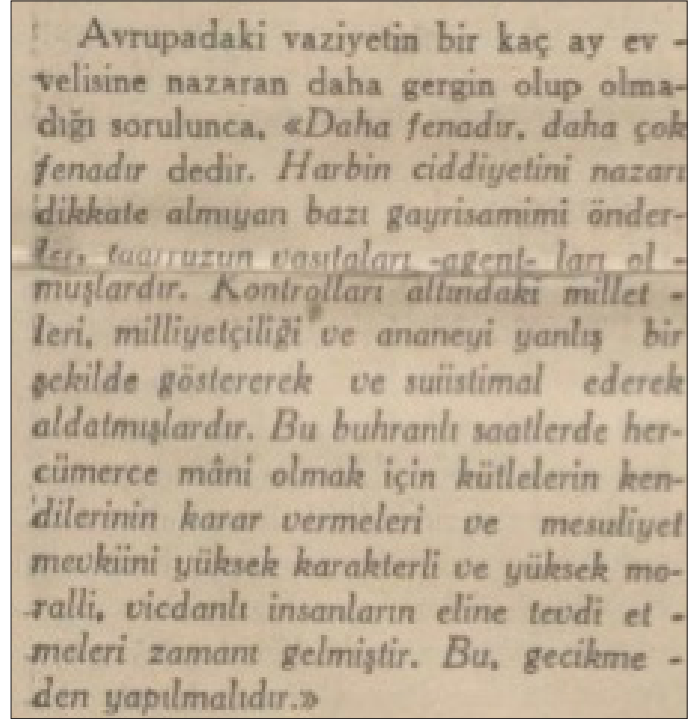 Avrupadaki vaziyetin bir kaç ay ev -
velisine nazaran daha gergin olup olma-
dığı sorulunca, «Daha fenadır, daha çok
fenadır dedir. Harbin ciddiyetini nazarı
dikkate almıyan bazı gayrisamimi önder-
ler, taarruzun vasıtaları -agent- ları ol -
muşlardır. Kontrolları altındaki millet -
leri, milliyetçiliği ve ananeyi yanlış bir
şekilde göstererek ve suiistimal ederek
aldatmışlardır. Bu buhranlı saatlerde her-
cümerce mâni olmak için kütlelerin ken-
dilerinin karar vermeleri ve mesuliyet
mevkiini yüksek karakterli ve yüksek mo-
ralli, vicdanlı insanların eline tevdi et -
meleri zamanı gelmiştir. Bu, gecikme -
den yapılmalıdır.»